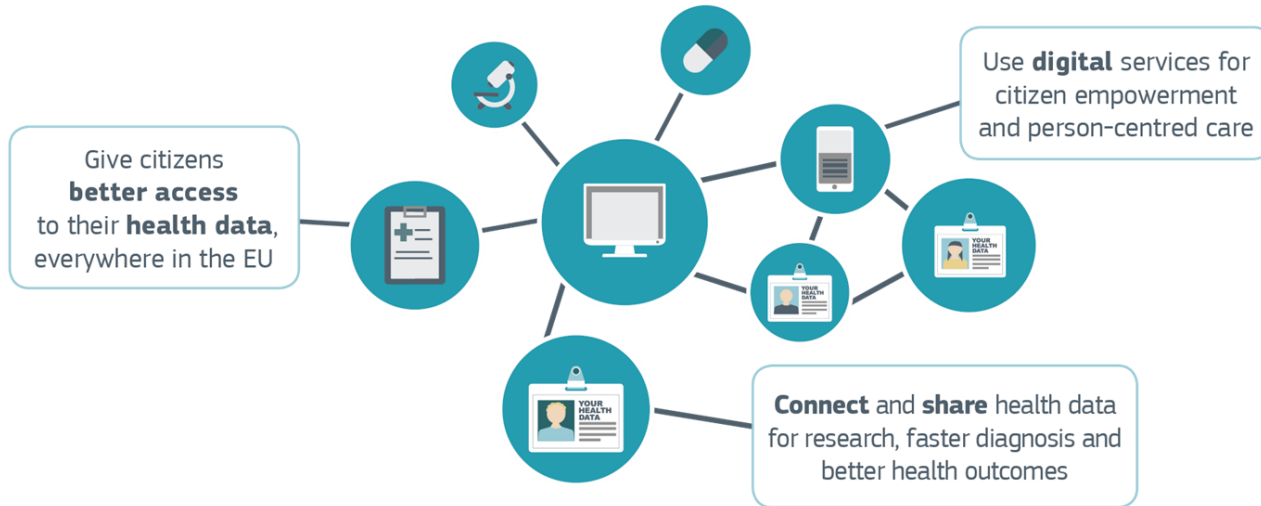 Use digital services for
citizen empowerment
and person-centred care
Give citizens
better access
to their health data,
everywhere in the EU
YOUR
HEALTH
DATA
YOUR
HEALTH
DATA
YOUR
HEALTH
DATA
Connect and share health data
for research, faster diagnosis and
better health outcomes